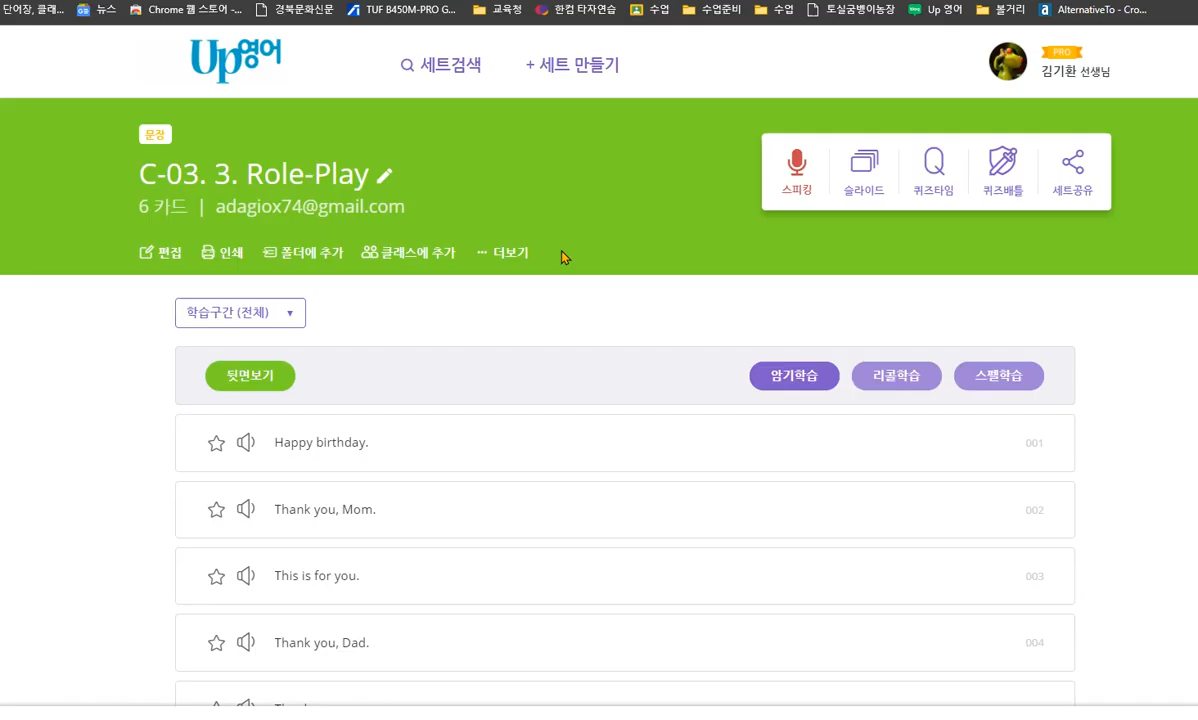 단어장, 클래... 뉴스 Chrome 웹 스토어 -... 경북문화신문 TUF B450M-PRO G... 교육청 한컴 타자연습 수업 수업준비 수업 토실굼벵이농장 Up 영어 볼거리 AlternativeTo - Cro...
Up영어 세트검색 + 세트 만들기 PRO
김기환 선생님
문장
C-03. 3. Role-Play
6 카드 | adagiox74@gmail.com
스피킹 슬라이드 퀴즈타임 퀴즈배틀 세트공유
편집 인쇄 폴더에 추가 클래스에 추가 ··· 더보기
학습구간 (전체) ▼
뒷면보기 암기학습 리콜학습 스펠학습
Happy birthday. 001
Thank you, Mom. 002
This is for you. 003
Thank you, Dad. 004